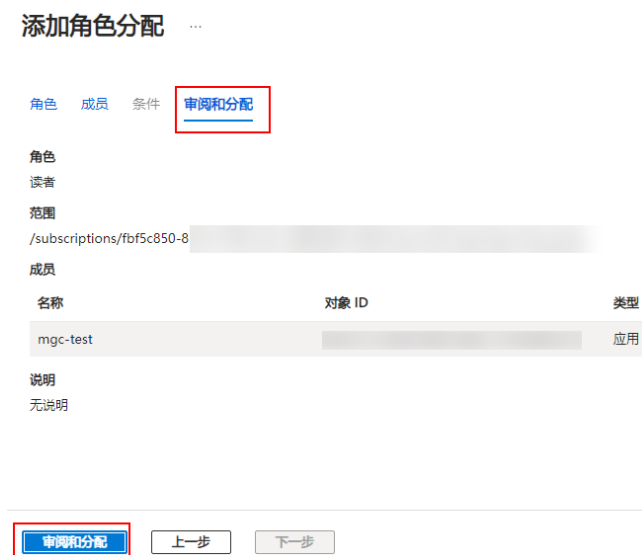 添加角色分配 ...
角色 成员 条件 审阅和分配
角色
读者
范围
/subscriptions/fbf5c850-8
成员
名称 对象 ID 类型
mgc-test 应用
说明
无说明
审阅和分配 上一步 下一步